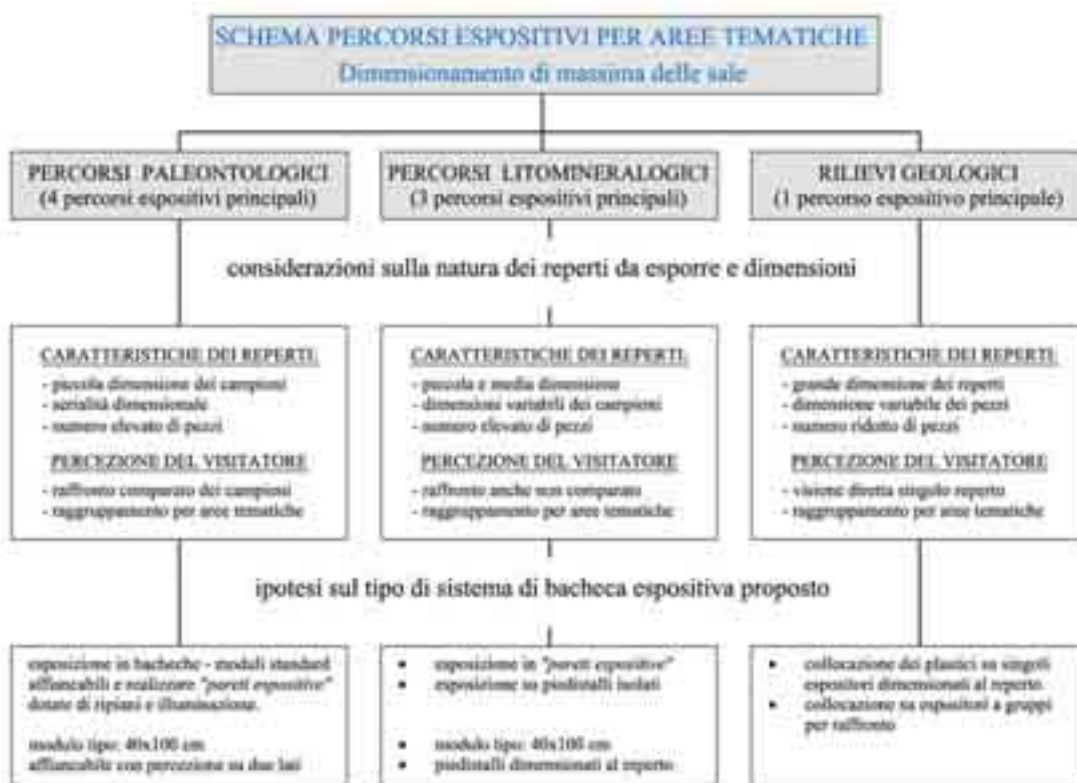 SCHEMA PERCORSI ESPOSITIVI PER AREE TEMATICHE
Dimensionamento di massima delle sale
PERCORSI PALEONTOLOGICI
(4 percorsi espositivi principali)
PERCORSI LITOMINERALOGICI
(3 percorsi espositivi principali)
RILIEVI GEOLOGICI
(1 percorso espositivo principale)
considerazioni sulla natura dei reperti da esporre e dimensioni
CARATTERISTICHE DEI REPERTI:
- piccola dimensione dei campioni
- serialità dimensionale
- numero elevato di pezzi
PERCEZIONE DEL VISITATORE
- raffronto comparato dei campioni
- raggruppamento per aree tematiche
CARATTERISTICHE DEI REPERTI:
- piccola e media dimensione
- dimensioni variabili dei campioni
- numero elevato di pezzi
PERCEZIONE DEL VISITATORE
- raffronto anche non comparato
- raggruppamento per aree tematiche
CARATTERISTICHE DEI REPERTI:
- grande dimensione dei reperti
- dimensione variabile dei pezzi
- numero ridotto di pezzi
PERCEZIONE DEL VISITATORE
- visione diretta singolo reperto
- raggruppamento per aree tematiche
ipotesi sul tipo di sistema di bacheca espositiva proposto
esposizione in bacheche - moduli standard
affiancabili e realizzare "pareti espositive"
dotate di ripiani e illuminazione.
modulo tipo: 40x100 cm
affiancabile con percezione su due lati
• esposizione in "pareti espositive"
• esposizione su piedistalli isolati
• modulo tipo: 40x100 cm
• piedistalli dimensionati al reperto
• collocazione dei plastici su singoli
espositori dimensionati al reperto.
• collocazione su espositori a gruppi
per raffronto